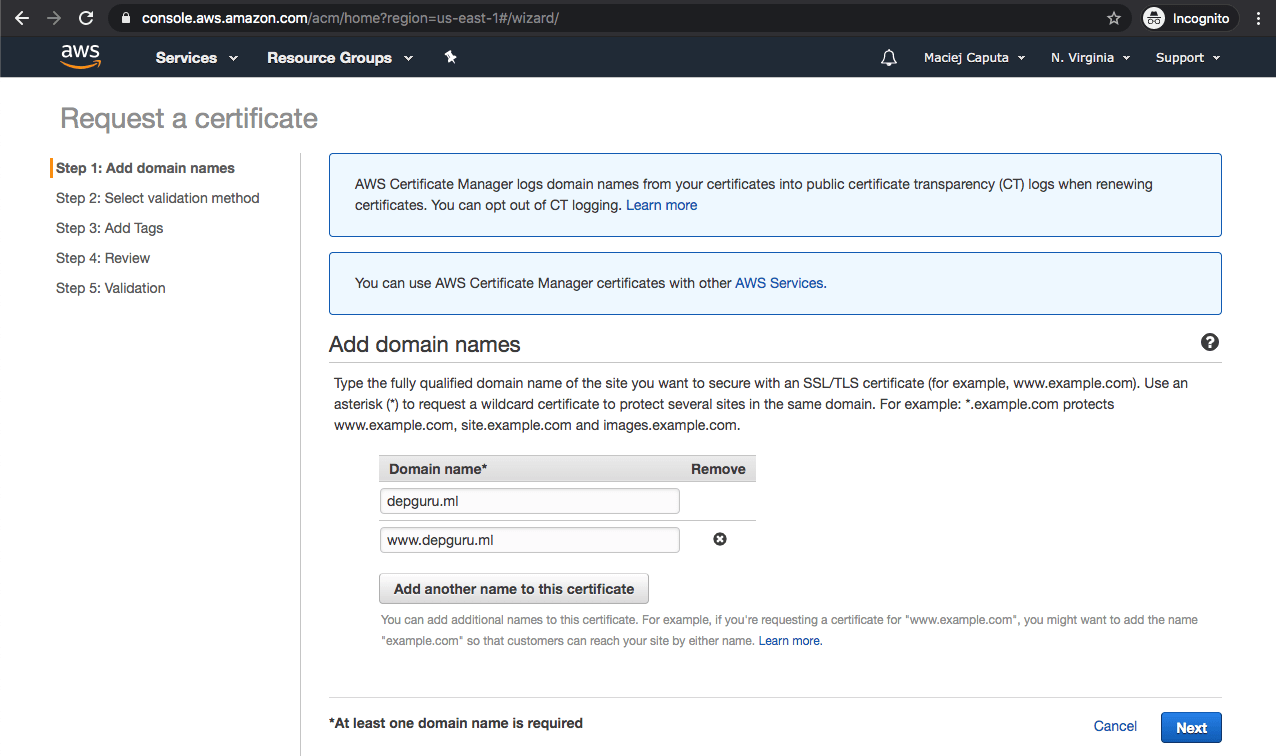 console.aws.amazon.com/acm/home?region=us-east-1#/wizard/
Incognito
aws
Services
Resource Groups
Maciej Caputa
N. Virginia
Support
Request a certificate
Step 1: Add domain names
Step 2: Select validation method
Step 3: Add Tags
Step 4: Review
Step 5: Validation
AWS Certificate Manager logs domain names from your certificates into public certificate transparency (CT) logs when renewing
certificates. You can opt out of CT logging. Learn more
You can use AWS Certificate Manager certificates with other AWS Services.
Add domain names
?
Type the fully qualified domain name of the site you want to secure with an SSL/TLS certificate (for example, www.example.com). Use an
asterisk (*) to request a wildcard certificate to protect several sites in the same domain. For example: *.example.com protects
www.example.com, site.example.com and images.example.com.
Domain name* Remove
depguru.ml
www.depguru.ml
Add another name to this certificate
You can add additional names to this certificate. For example, if you're requesting a certificate for "www.example.com", you might want to add the name
"example.com" so that customers can reach your site by either name. Learn more.
*At least one domain name is required
Cancel
Next